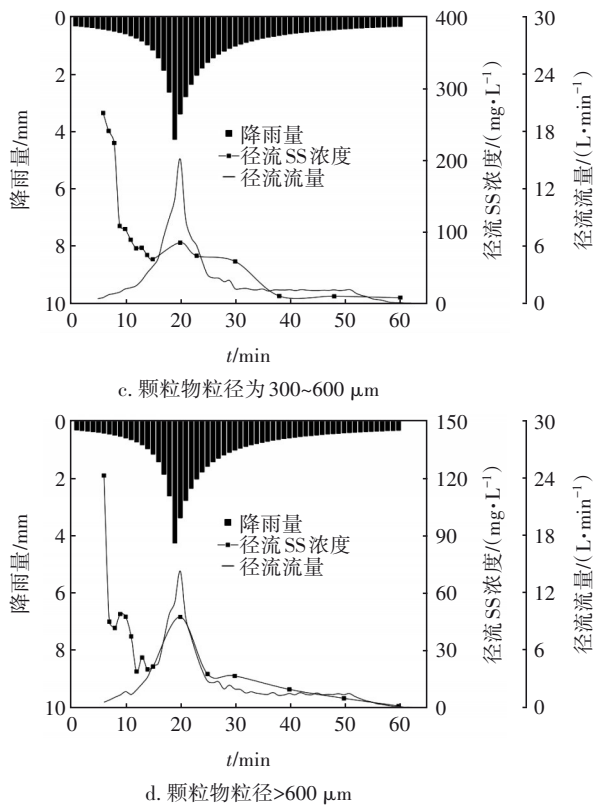 0
2
4
6
8
10
降雨量/mm
400
300
200
100
0
径流SS浓度/(mg•L⁻¹)
30
24
18
12
6
0
径流流量/(L•min⁻¹)
降雨量
径流SS浓度
径流流量
0 10 20 30 40 50 60
t/min
c. 颗粒物粒径为300~600 μm
0
2
4
6
8
10
降雨量/mm
150
120
90
60
30
0
径流SS浓度/(mg•L⁻¹)
30
24
18
12
6
0
径流流量/(L•min⁻¹)
降雨量
径流SS浓度
径流流量
0 10 20 30 40 50 60
t/min
d. 颗粒物粒径>600 μm